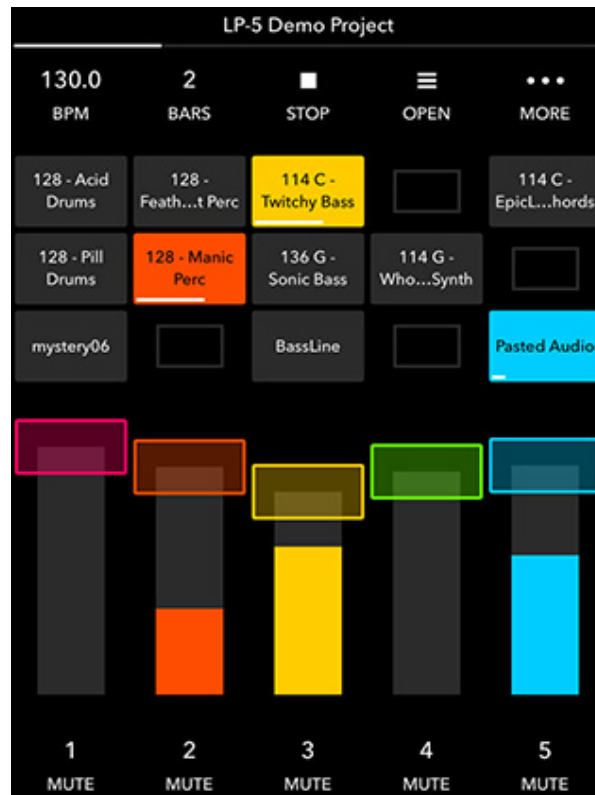 LP-5 Demo Project
130.0 2
BPM BARS STOP OPEN MORE
128 - Acid 128 - 114 C - 114 C -
Drums Feath...t Perc Twitchy Bass EpicL...hords
128 - Pill 128 - Manic 136 G - 114 G -
Drums Perc Sonic Bass Who...Synth
mystery06 BassLine Pasted Audio
1 2 3 4 5
MUTE MUTE MUTE MUTE MUTE